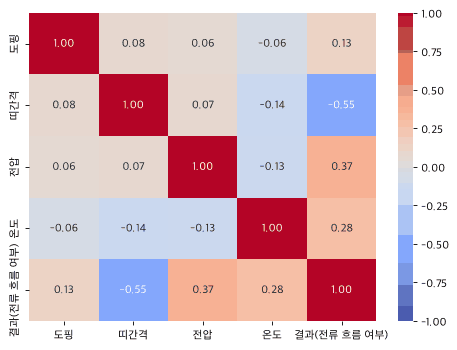 도핑 1.00 0.08 0.06 -0.06 0.13
띠간격 0.08 1.00 0.07 -0.14 -0.55
전압 0.06 0.07 1.00 -0.13 0.37
온도 -0.06 -0.14 -0.13 1.00 0.28
결과(전류 흐름 여부) 0.13 -0.55 0.37 0.28 1.00
도핑 띠간격 전압 온도 결과(전류 흐름 여부)
1.00
0.75
0.50
0.25
0.00
-0.25
-0.50
-0.75
-1.00